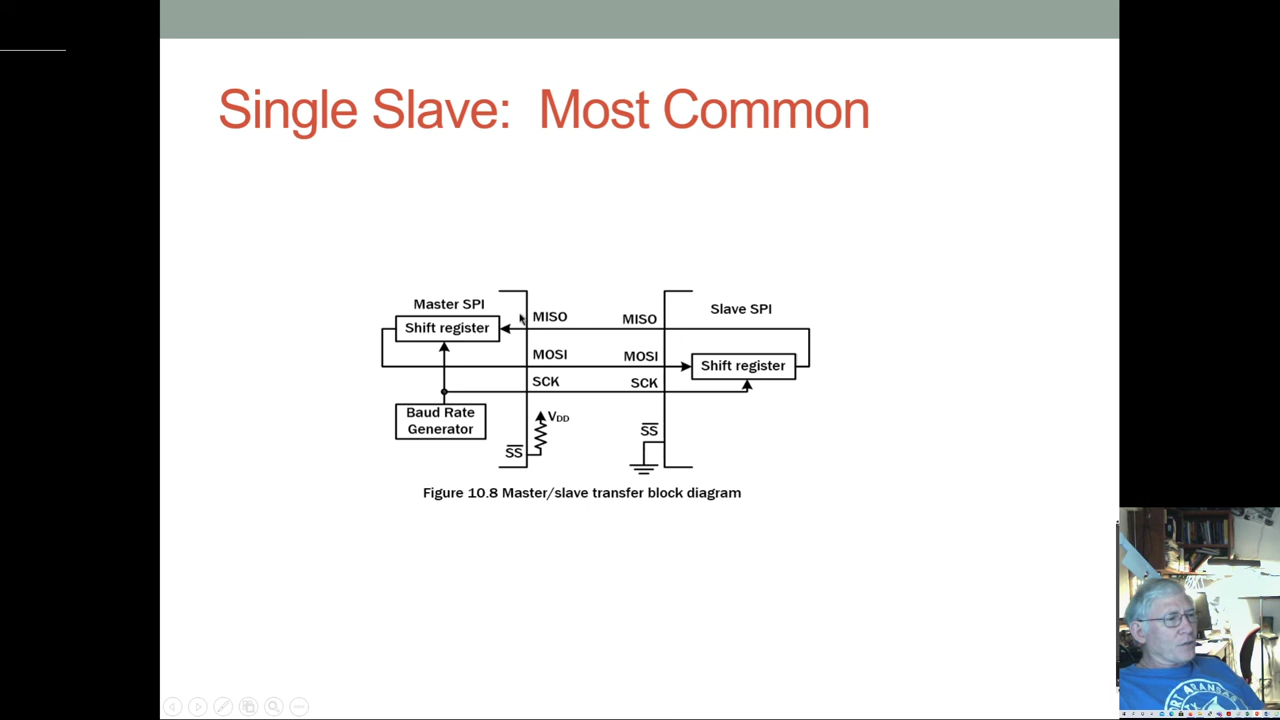 Single Slave: Most Common
Master SPI
Slave SPI
Shift register
MISO
MISO
MOSI
MOSI
Shift register
SCK
SCK
Baud Rate
Generator
VDD
SS
SS
Figure 10.8 Master/slave transfer block diagram